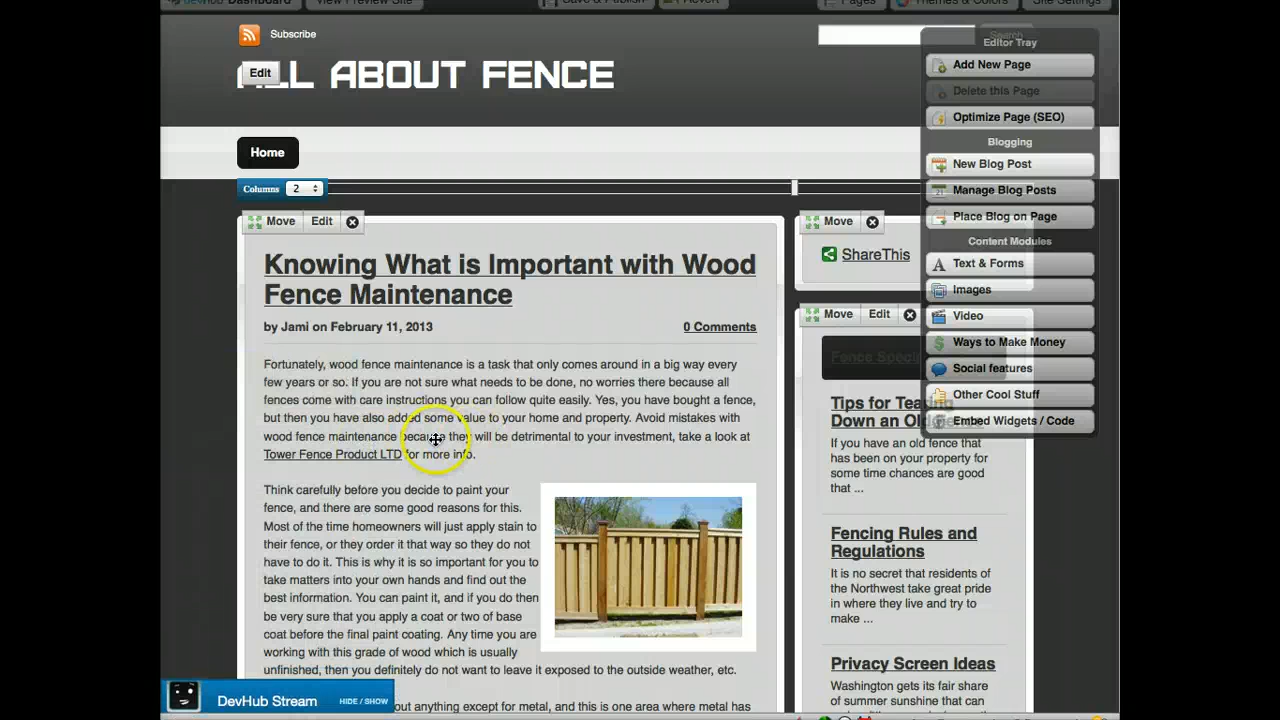 devHub Dashboard
View Preview Site
Save & Publish
Revert
Pages
Themes & Colors
Site Settings
Subscribe
Search
Edit
ALL ABOUT FENCE
Home
Columns 2
Move Edit
Knowing What is Important with Wood
Fence Maintenance
by Jami on February 11, 2013
0 Comments
Fortunately, wood fence maintenance is a task that only comes around in a big way every
few years or so. If you are not sure what needs to be done, no worries there because all
fences come with care instructions you can follow quite easily. Yes, you have bought a fence,
but then you have also added some value to your home and property. Avoid mistakes with
wood fence maintenance because they will be detrimental to your investment, take a look at
Tower Fence Product LTD for more info.
Think carefully before you decide to paint your
fence, and there are some good reasons for this.
Most of the time homeowners will just apply stain to
their fence, or they order it that way so they do not
have to do it. This is why it is so important for you to
take matters into your own hands and find out the
best information. You can paint it, and if you do then
be very sure that you apply a coat or two of base
coat before the final paint coating. Any time you are
working with this grade of wood which is usually
unfinished, then you definitely do not want to leave it exposed to the outside weather, etc.
out anything except for metal, and this is one area where metal has
Move
ShareThis
Move Edit
Tips for Tearing
Down an Old
If you have an old fence that
has been on your property for
some time chances are good
that ...
Fencing Rules and
Regulations
It is no secret that residents of
the Northwest take great pride
in where they live and try to
make ...
Privacy Screen Ideas
Washington gets its fair share
of summer sunshine that can
Editor Tray
Add New Page
Delete this Page
Optimize Page (SEO)
Blogging
New Blog Post
Manage Blog Posts
Place Blog on Page
Content Modules
Text & Forms
Images
Video
Ways to Make Money
Social features
Other Cool Stuff
Embed Widgets / Code
DevHub Stream
HIDE / SHOW